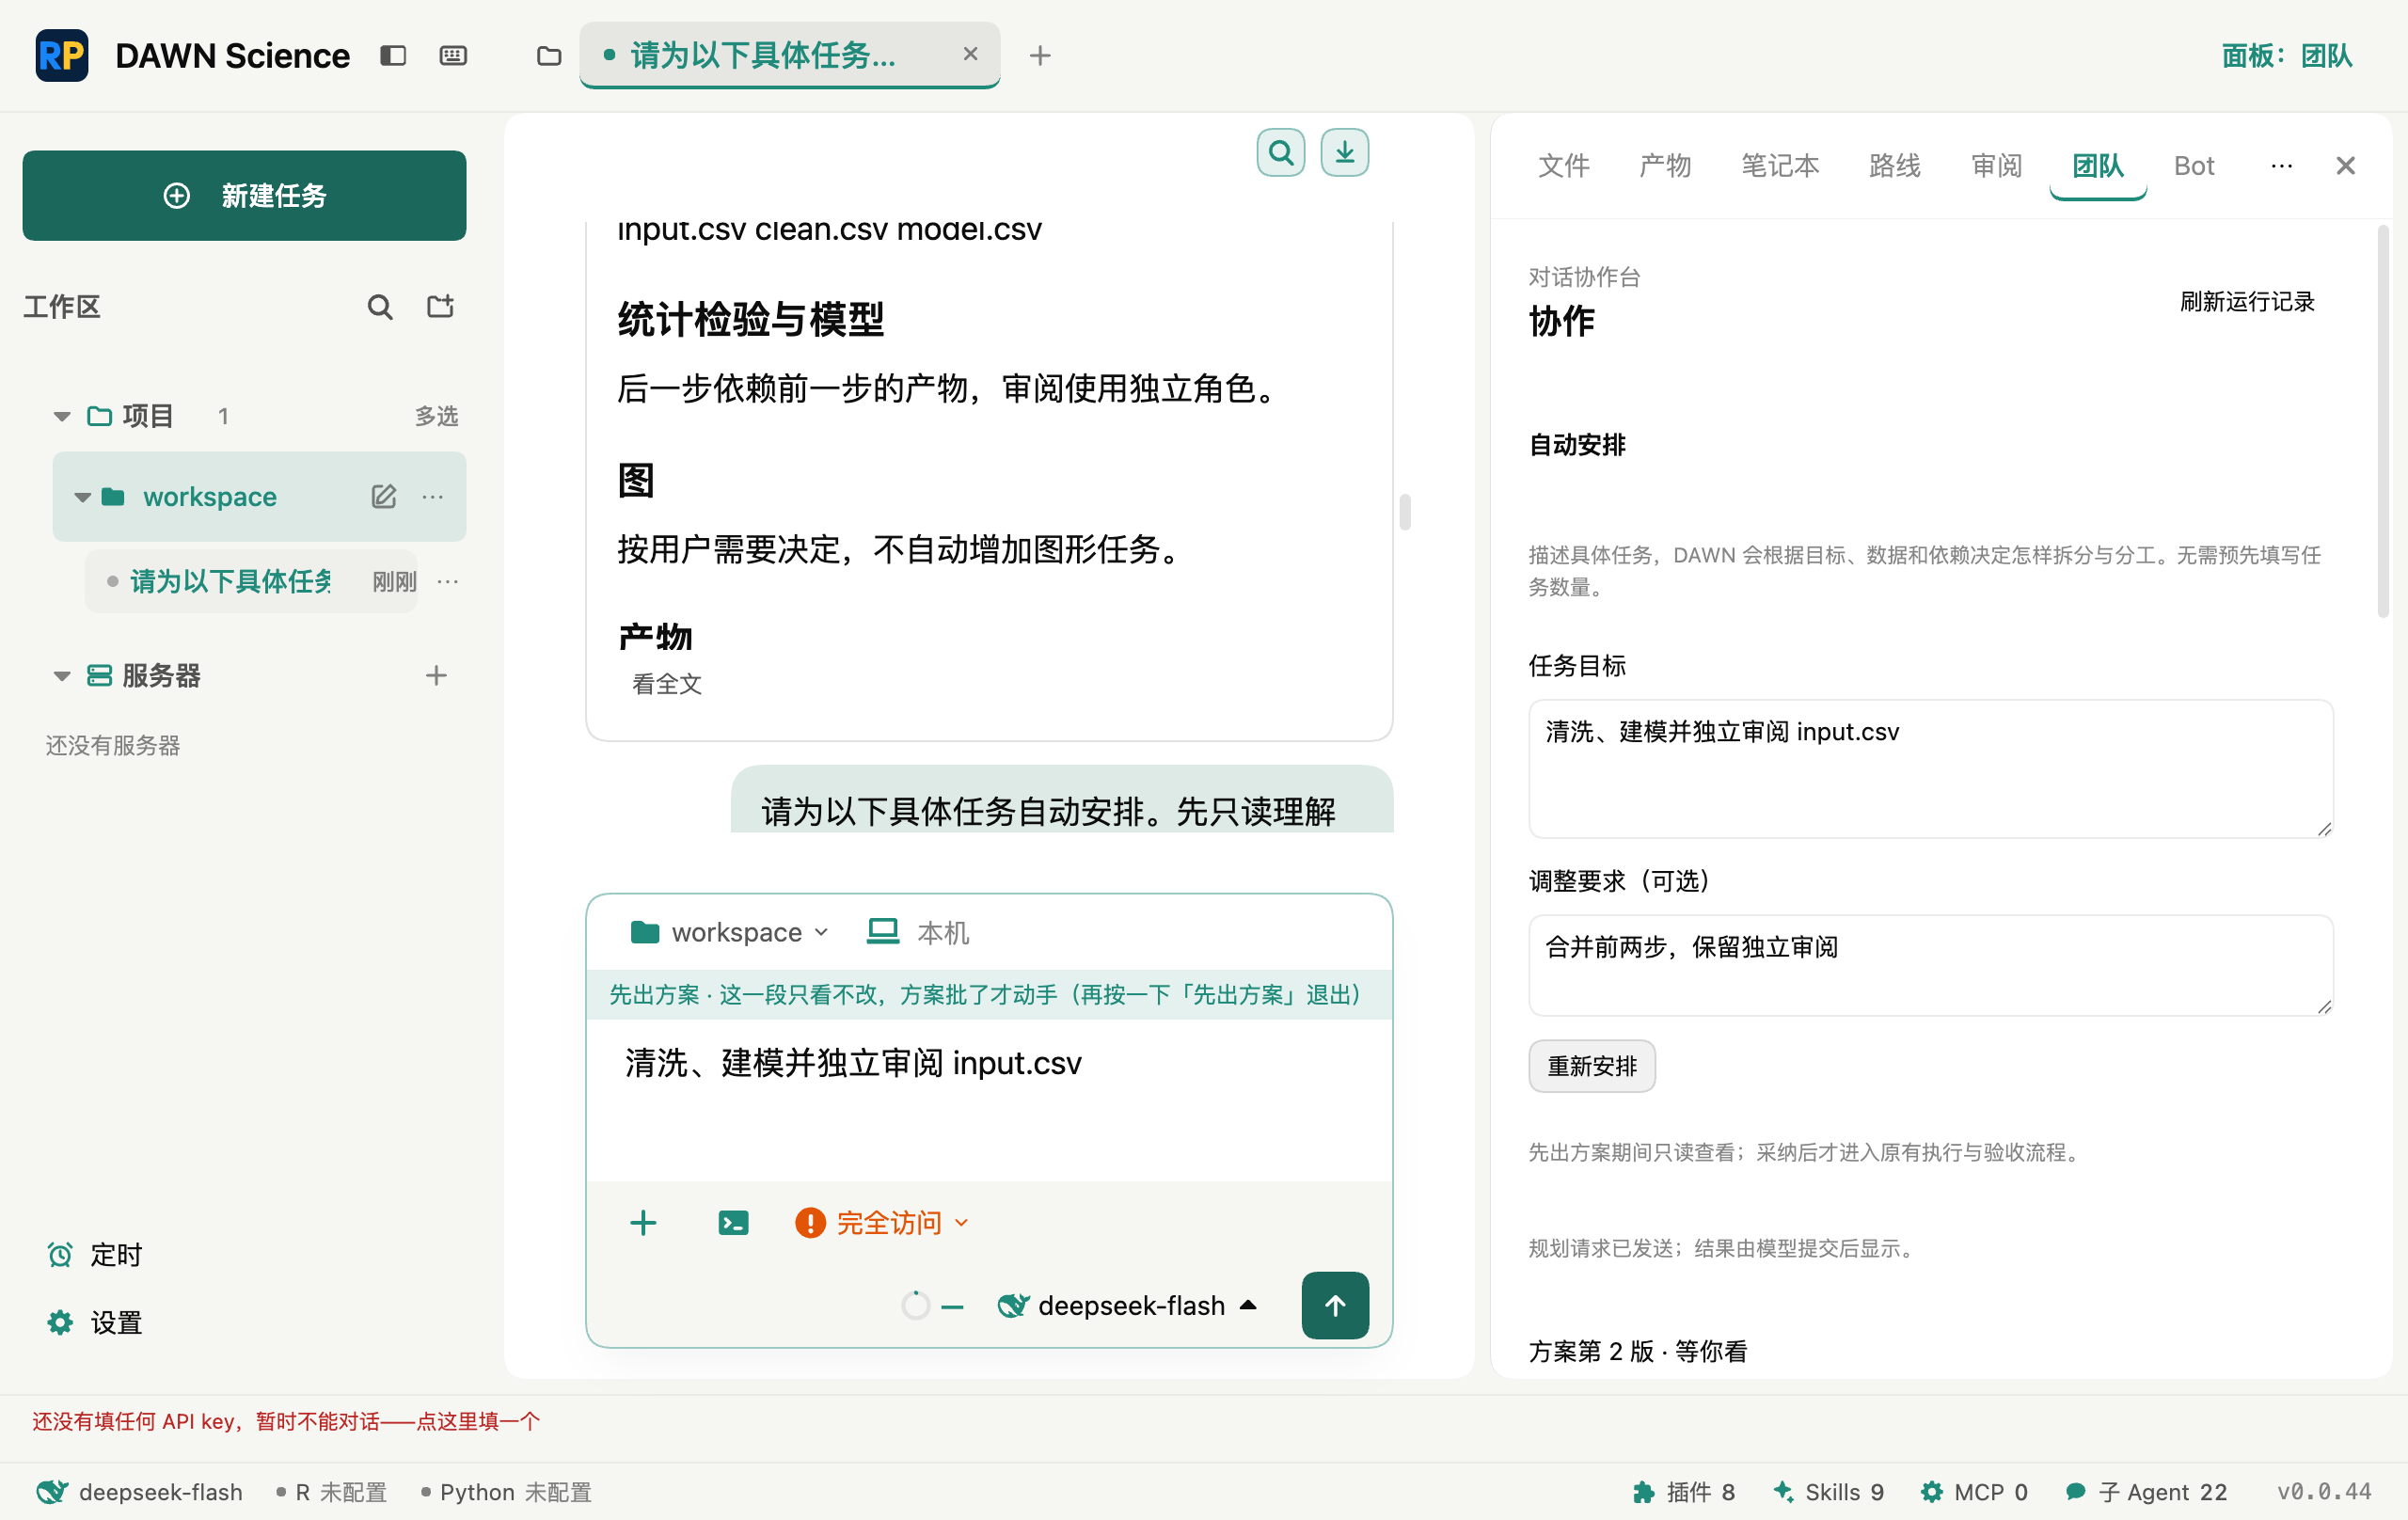 RP
DAWN Science
请为以下具体任务...
面板：团队
新建任务
工作区
项目 1 多选
workspace
请为以下具体任务 刚刚
服务器
还没有服务器
定时
设置
input.csv clean.csv model.csv
统计检验与模型
后一步依赖前一步的产物，审阅使用独立角色。
图
按用户需要决定，不自动增加图形任务。
产物
看全文
请为以下具体任务自动安排。先只读理解
workspace 本机
先出方案 · 这一段只看不改，方案批了才动手（再按一下「先出方案」退出）
清洗、建模并独立审阅 input.csv
完全访问
deepseek-flash
文件 产物 笔记本 路线 审阅 团队 Bot
对话协作台
协作
刷新运行记录
自动安排
描述具体任务，DAWN 会根据目标、数据和依赖决定怎样拆分与分工。无需预先填写任
务数量。
任务目标
清洗、建模并独立审阅 input.csv
调整要求（可选）
合并前两步，保留独立审阅
重新安排
先出方案期间只读查看；采纳后才进入原有执行与验收流程。
规划请求已发送；结果由模型提交后显示。
方案第 2 版 · 等你看
还没有填任何 API key，暂时不能对话——点这里填一个
deepseek-flash R 未配置 Python 未配置
插件 8 Skills 9 MCP 0 子 Agent 22 v0.0.44